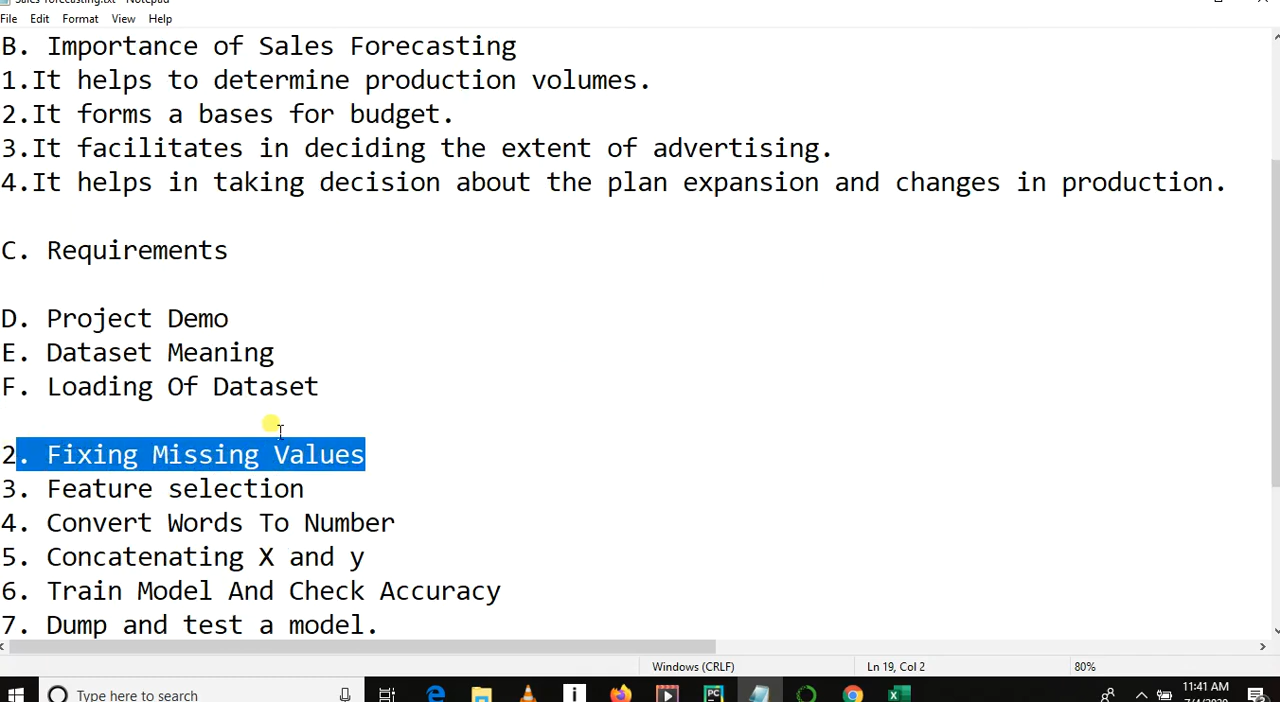 Sales Forecasting.txt - Notepad
File Edit Format View Help
B. Importance of Sales Forecasting
1.It helps to determine production volumes.
2.It forms a bases for budget.
3.It facilitates in deciding the extent of advertising.
4.It helps in taking decision about the plan expansion and changes in production.
C. Requirements
D. Project Demo
E. Dataset Meaning
F. Loading Of Dataset
2. Fixing Missing Values
3. Feature selection
4. Convert Words To Number
5. Concatenating X and y
6. Train Model And Check Accuracy
7. Dump and test a model.
Windows (CRLF) Ln 19, Col 2 80%
Type here to search
11:41 AM